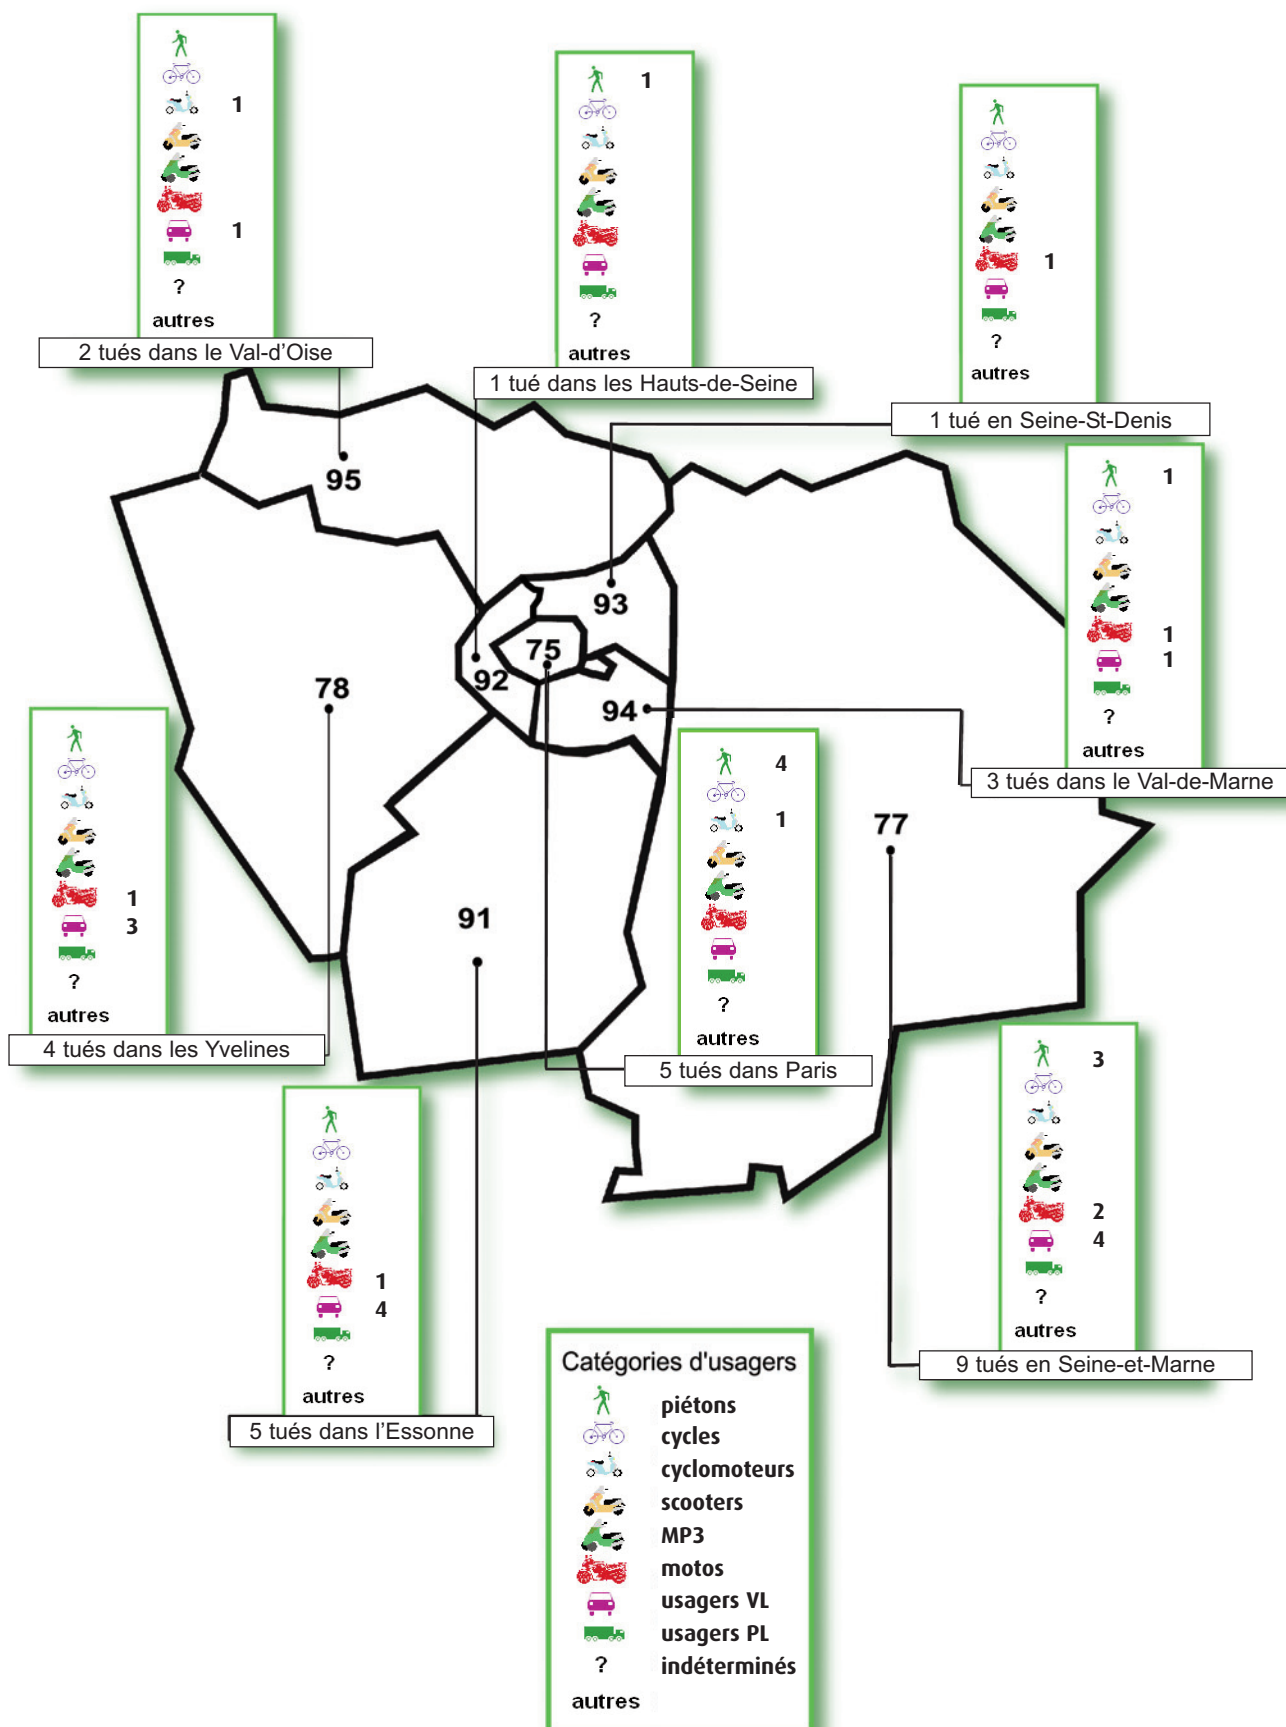 1
1
?
autres
2 tués dans le Val-d'Oise
1
?
autres
1 tué dans les Hauts-de-Seine
1
?
autres
1 tué en Seine-St-Denis
1
1
1
?
autres
3 tués dans le Val-de-Marne
95
93
75
92
78
94
77
91
1
3
?
autres
4 tués dans les Yvelines
4
1
?
autres
5 tués dans Paris
3
2
4
?
autres
9 tués en Seine-et-Marne
1
4
?
autres
5 tués dans l'Essonne
Catégories d'usagers
piétons
cycles
cyclomoteurs
scooters
MP3
motos
usagers VL
usagers PL
? indéterminés
autres